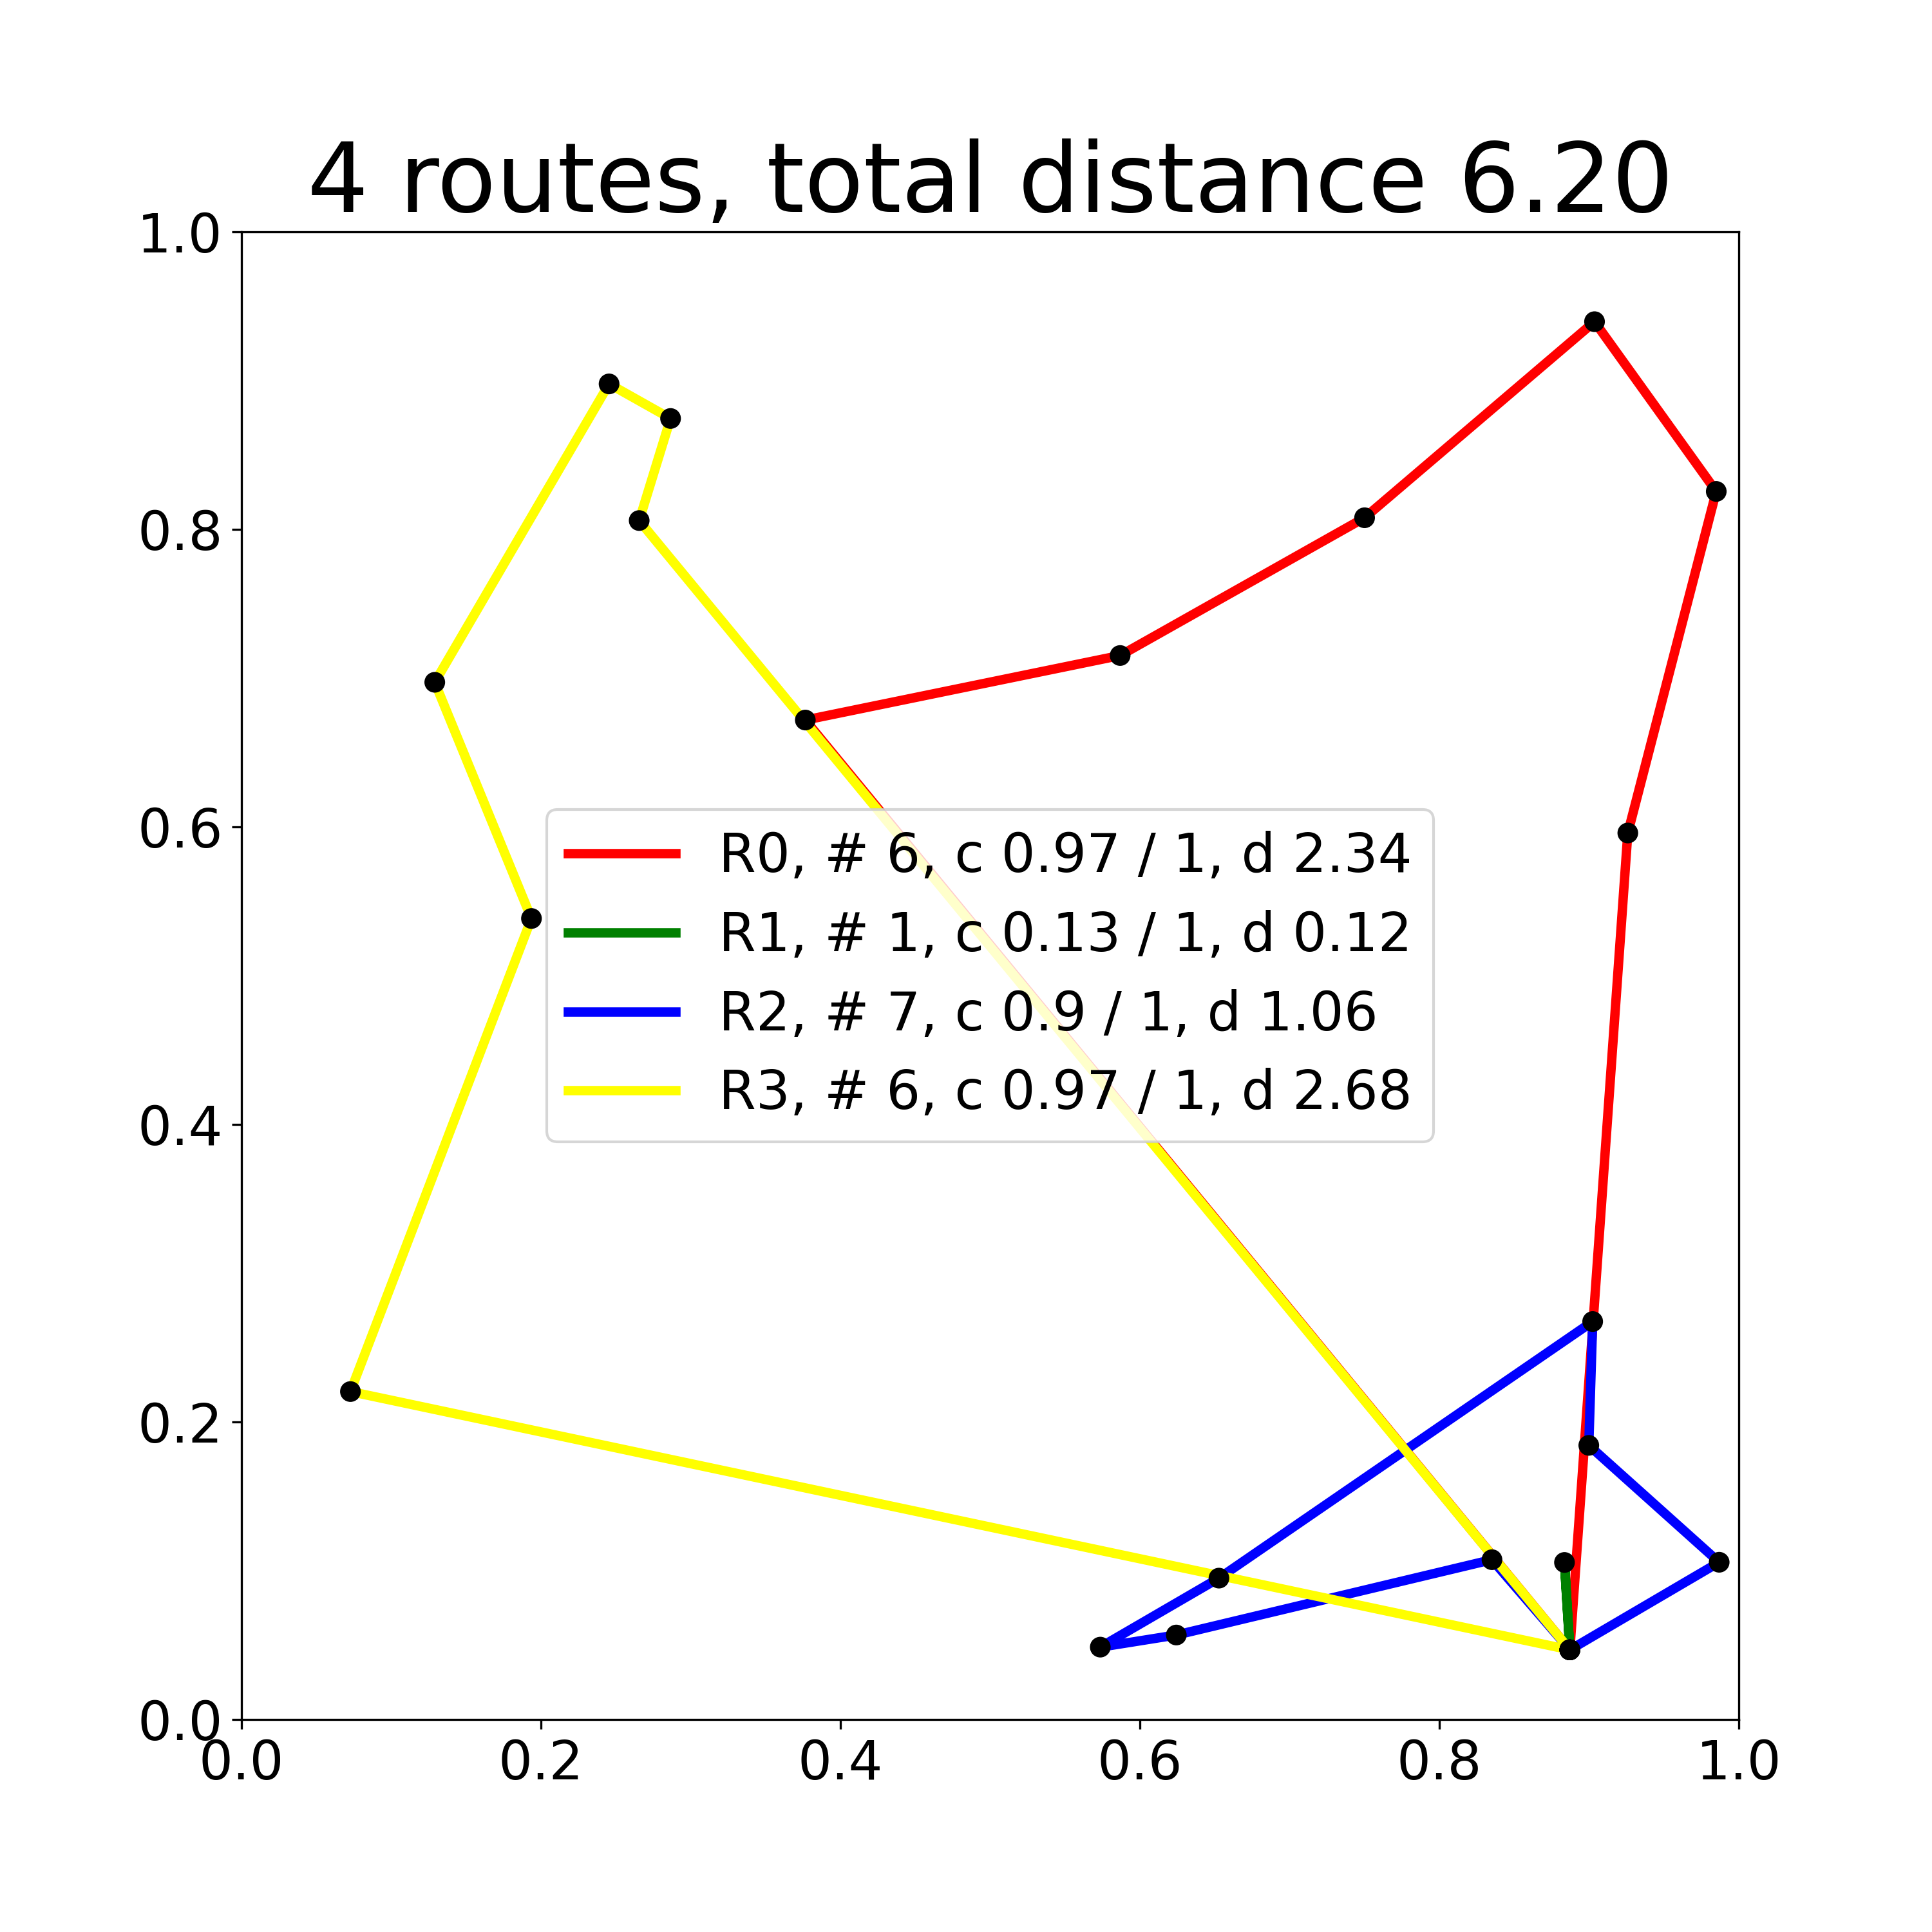 4 routes, total distance 6.20
1.0
0.8
0.6
0.4
0.2
0.0
R0, # 6, c 0.97 / 1, d 2.34
R1, # 1, c 0.13 / 1, d 0.12
R2, # 7, c 0.9 / 1, d 1.06
R3, # 6, c 0.97 / 1, d 2.68
0.0 0.2 0.4 0.6 0.8 1.0